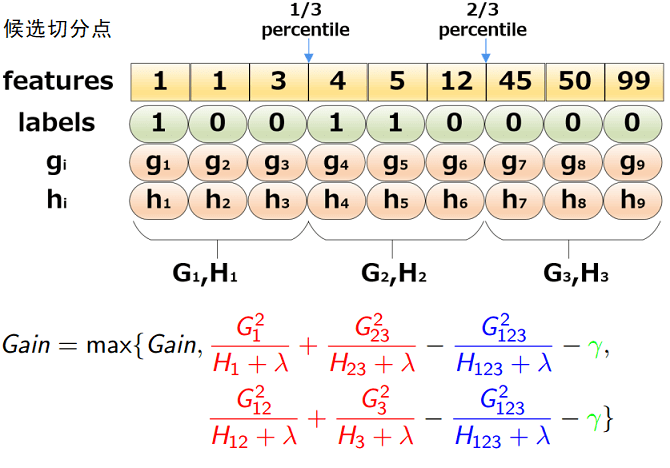 候选切分点 1/3 percentile 2/3 percentile
features 1 1 3 4 5 12 45 50 99
labels 1 0 0 1 1 0 0 0 0
gᵢ g₁ g₂ g₃ g₄ g₅ g₆ g₇ g₈ g₉
hᵢ h₁ h₂ h₃ h₄ h₅ h₆ h₇ h₈ h₉
G₁,H₁ G₂,H₂ G₃,H₃
Gain = max{Gain, G₁²/(H₁ + λ) + G₂₃²/(H₂₃ + λ) − G₁₂₃²/(H₁₂₃ + λ) − γ,
G₁₂²/(H₁₂ + λ) + G₃²/(H₃ + λ) − G₁₂₃²/(H₁₂₃ + λ) − γ}